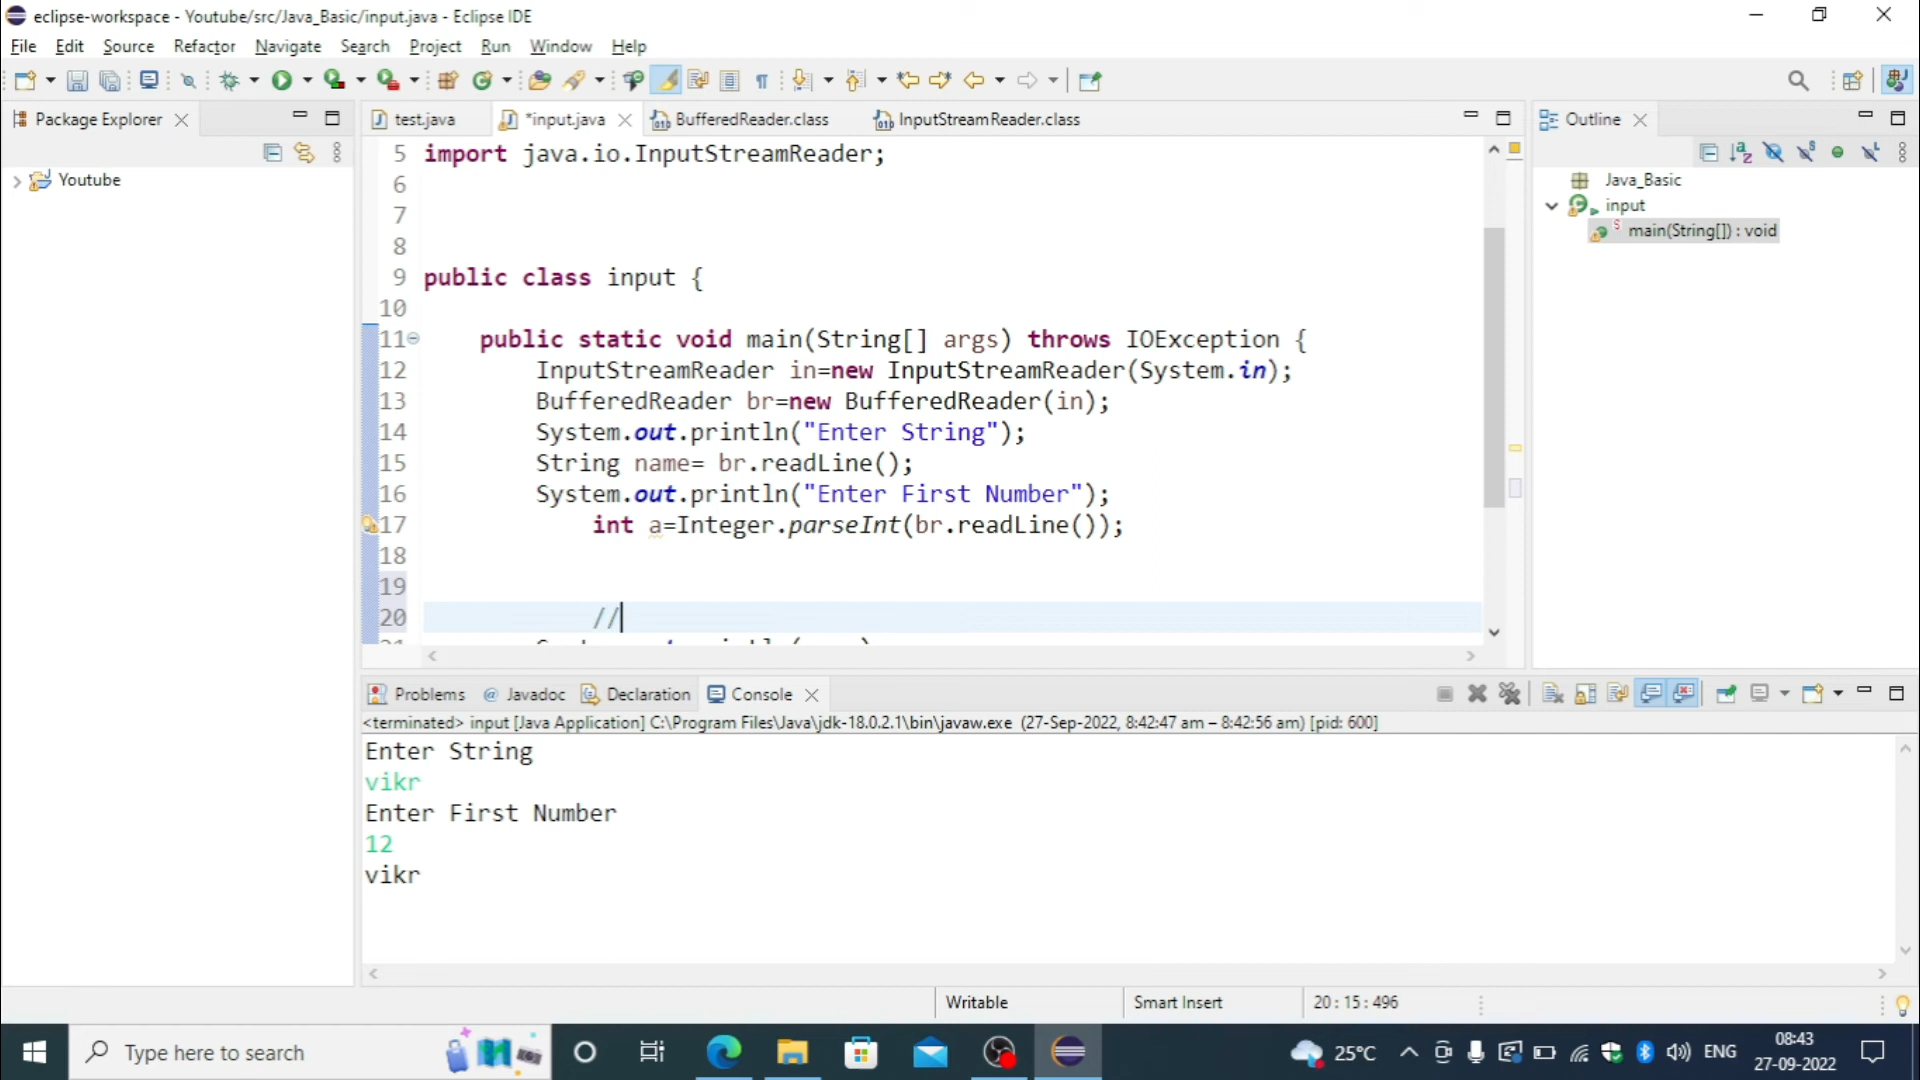 eclipse-workspace - Youtube/src/Java_Basic/input.java - Eclipse IDE
File Edit Source Refactor Navigate Search Project Run Window Help
Package Explorer
Youtube
test.java *input.java BufferedReader.class InputStreamReader.class
5 import java.io.InputStreamReader;
6
7
8
9 public class input {
10
11 public static void main(String[] args) throws IOException {
12 InputStreamReader in=new InputStreamReader(System.in);
13 BufferedReader br=new BufferedReader(in);
14 System.out.println("Enter String");
15 String name= br.readLine();
16 System.out.println("Enter First Number");
17 int a=Integer.parseInt(br.readLine());
18
19
20 //
Outline
Java_Basic
input
main(String[]) : void
Problems Javadoc Declaration Console
<terminated> input [Java Application] C:\Program Files\Java\jdk-18.0.2.1\bin\javaw.exe (27-Sep-2022, 8:42:47 am – 8:42:56 am) [pid: 600]
Enter String
vikr
Enter First Number
12
vikr
Writable Smart Insert 20 : 15 : 496
Type here to search
25°C ENG 08:43
27-09-2022